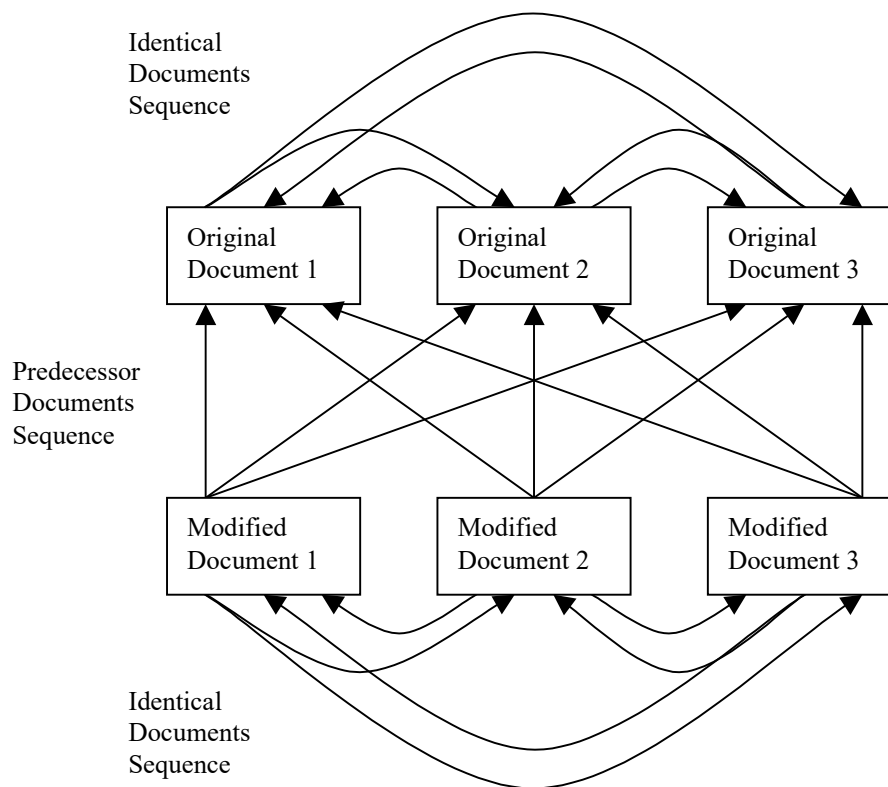 Identical
Documents
Sequence
Original
Document 1
Original
Document 2
Original
Document 3
Predecessor
Documents
Sequence
Modified
Document 1
Modified
Document 2
Modified
Document 3
Identical
Documents
Sequence